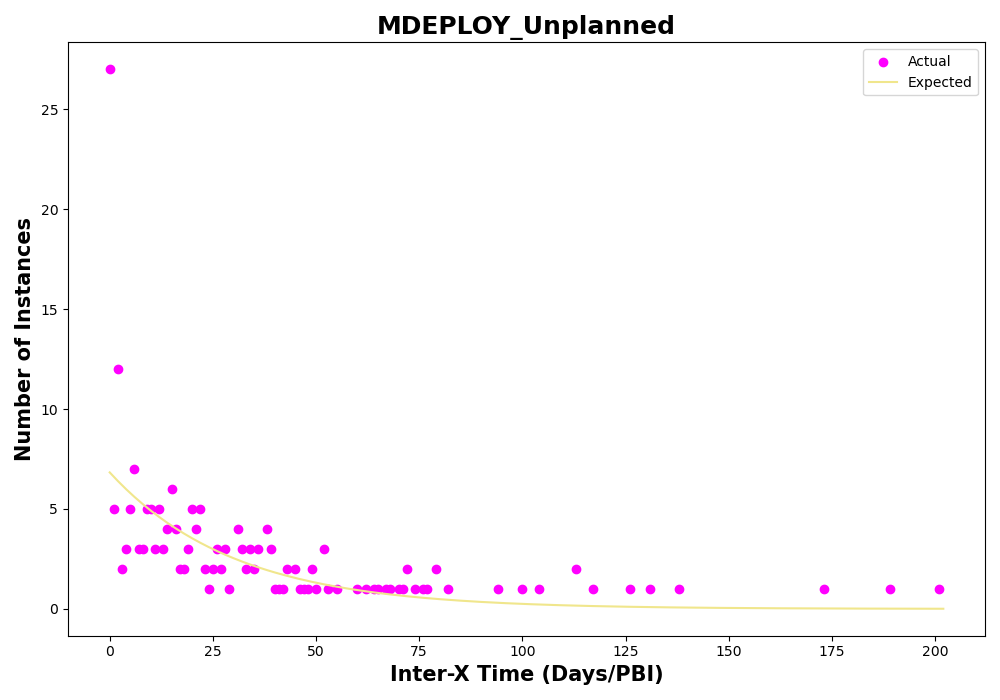 MDEPLOY_Unplanned
Actual
Expected
Number of Instances
25
20
15
10
5
0
0 25 50 75 100 125 150 175 200
Inter-X Time (Days/PBI)